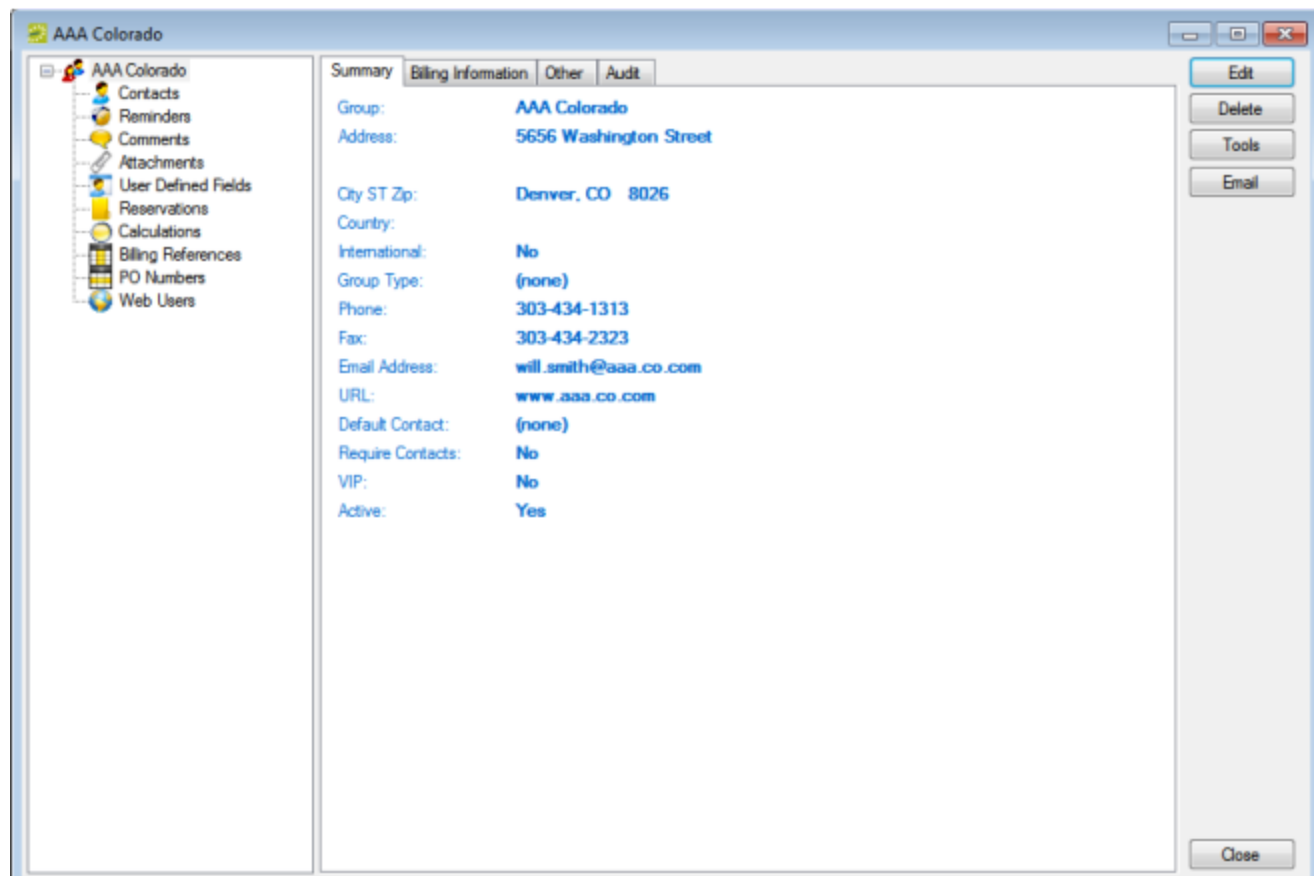 AAA Colorado
AAA Colorado
Contacts
Reminders
Comments
Attachments
User Defined Fields
Reservations
Calculations
Billing References
PO Numbers
Web Users
Summary Billing Information Other Audit
Group: AAA Colorado
Address: 5656 Washington Street
City ST Zip: Denver, CO 8026
Country:
International: No
Group Type: (none)
Phone: 303-434-1313
Fax: 303-434-2323
Email Address: will.smith@aaa.co.com
URL: www.aaa.co.com
Default Contact: (none)
Require Contacts: No
VIP: No
Active: Yes
Edit
Delete
Tools
Email
Close